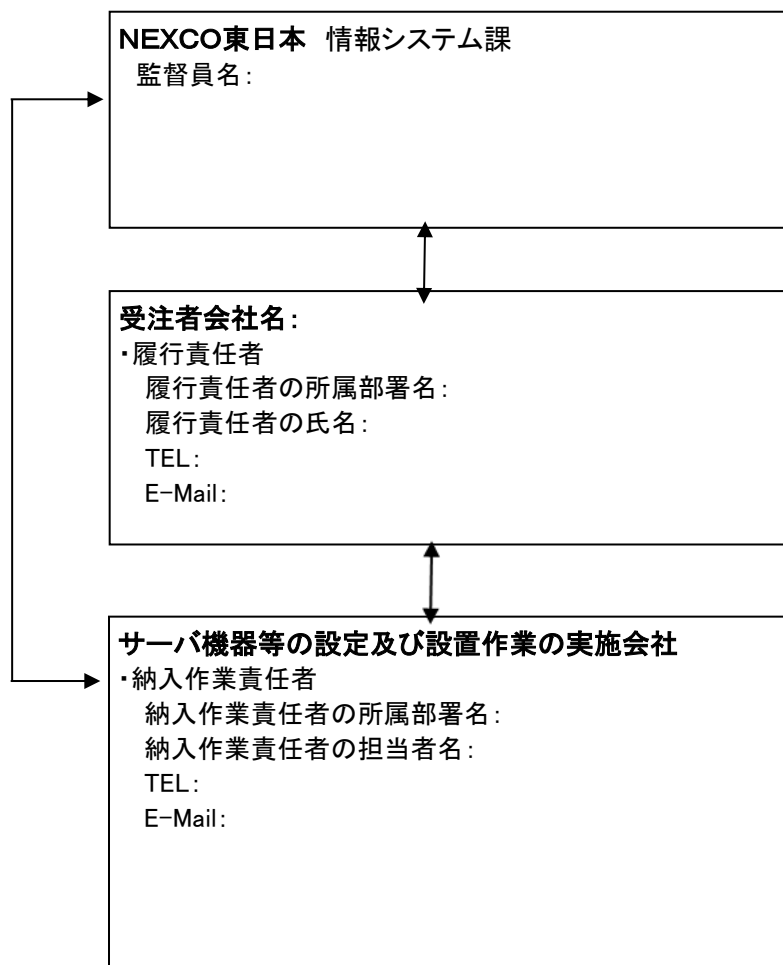 NEXCO東日本　情報システム課
監督員名：
受注者会社名：
・履行責任者
履行責任者の所属部署名：
履行責任者の氏名：
TEL：
E-Mail：
サーバ機器等の設定及び設置作業の実施会社
・納入作業責任者
納入作業責任者の所属部署名：
納入作業責任者の担当者名：
TEL：
E-Mail：